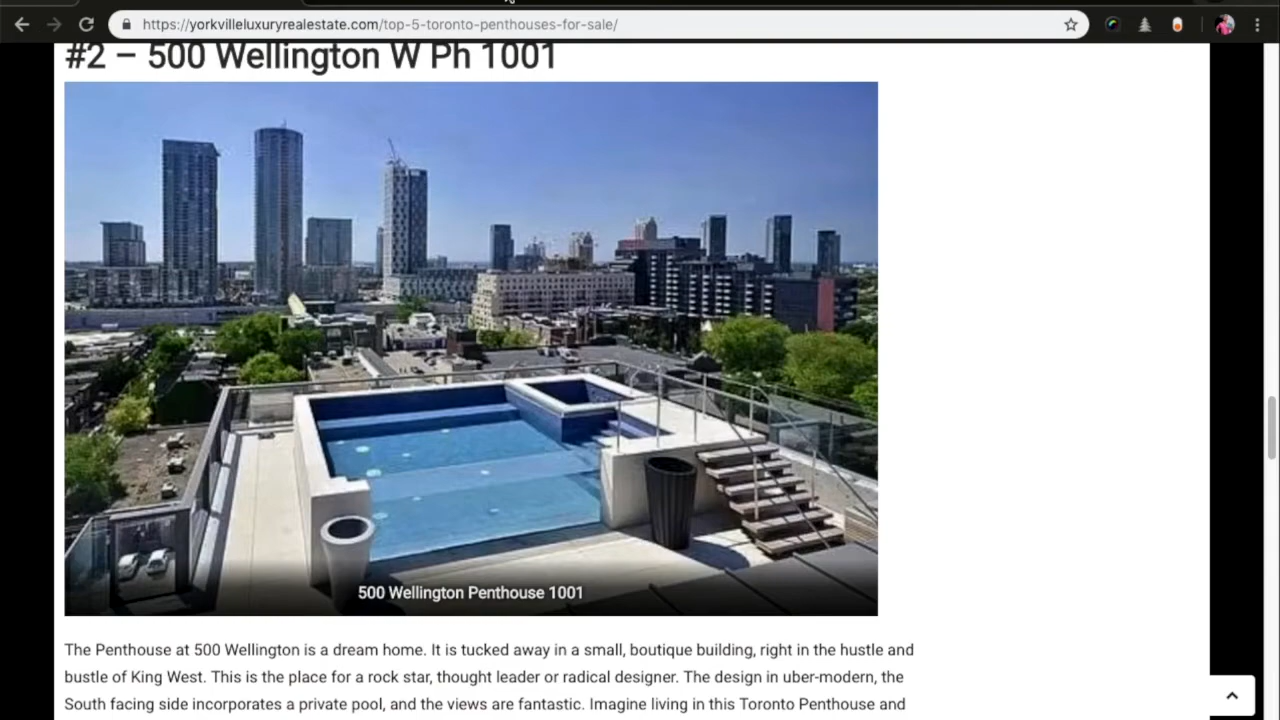 https://yorkvilleluxuryrealestate.com/top-5-toronto-penthouses-for-sale/
#2 – 500 Wellington W Ph 1001
500 Wellington Penthouse 1001
The Penthouse at 500 Wellington is a dream home. It is tucked away in a small, boutique building, right in the hustle and
bustle of King West. This is the place for a rock star, thought leader or radical designer. The design in uber-modern, the
South facing side incorporates a private pool, and the views are fantastic. Imagine living in this Toronto Penthouse and